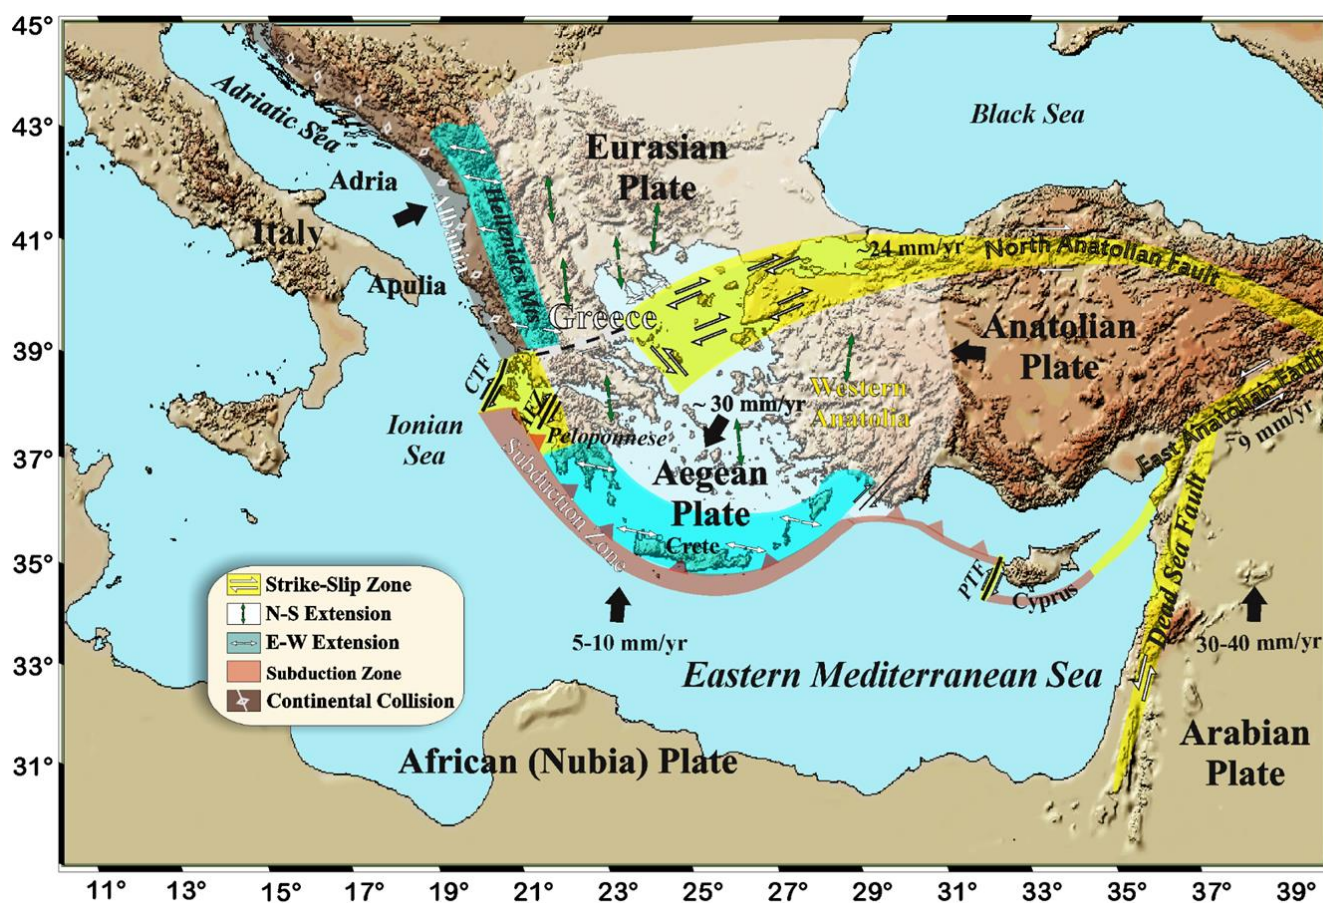 45°
43°
41°
39°
37°
35°
33°
31°
11°
13°
15°
17°
19°
21°
23°
25°
27°
29°
31°
33°
35°
37°
39°
Adriatic Sea
Black Sea
Eurasian
Plate
Adria
Hellenides Mts
Albania
Italy
~24 mm/yr
North Anatolian Fault
Apulia
Greece
Anatolian
Plate
CTF
Western
Anatolia
~ 30 mm/yr
East Anatolian Fault
~ 9 mm/yr
Ionian
Sea
Peloponnese
Subduction Zone
Aegean
Plate
Crete
PTF
Cyprus
Dead Sea Fault
Strike-Slip Zone
N-S Extension
E-W Extension
Subduction Zone
Continental Collision
5-10 mm/yr
30-40 mm/yr
Eastern Mediterranean Sea
African (Nubia) Plate
Arabian
Plate